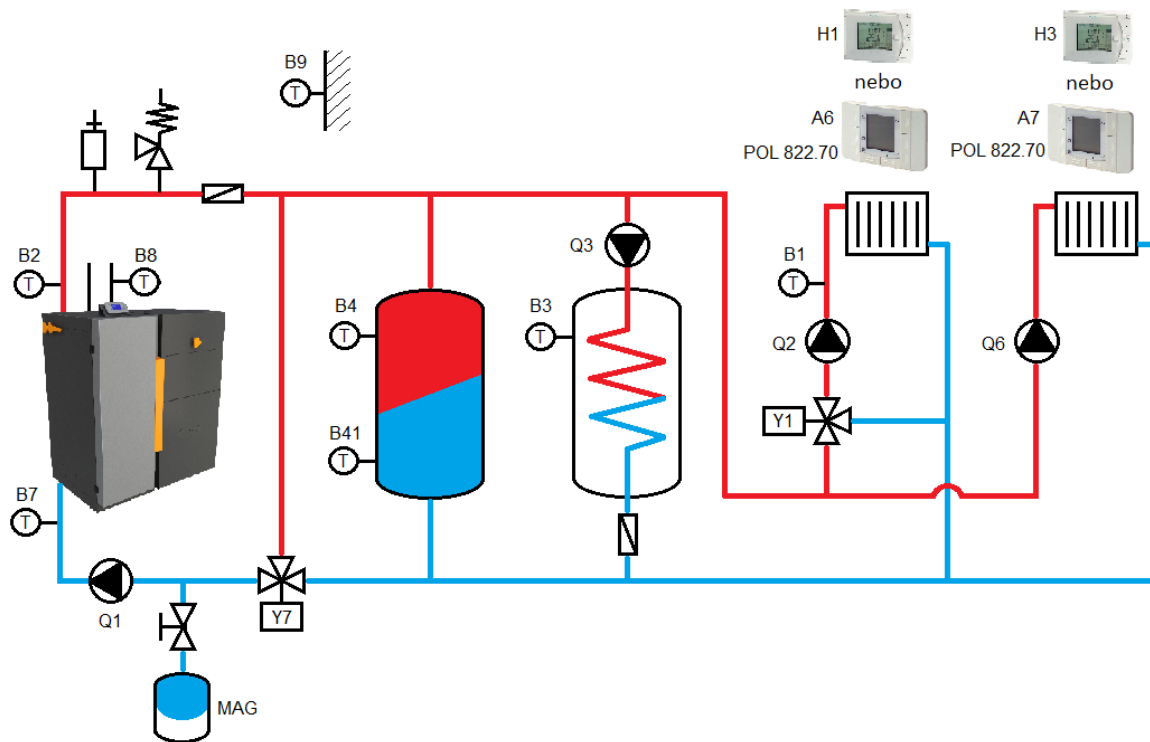 H1
H3
nebo
nebo
B9
T
A6
A7
POL 822.70
POL 822.70
B2
T
B8
T
Q3
B1
T
B4
T
B3
T
Q2
Q6
Y1
B41
T
B7
T
Q1
Y7
MAG